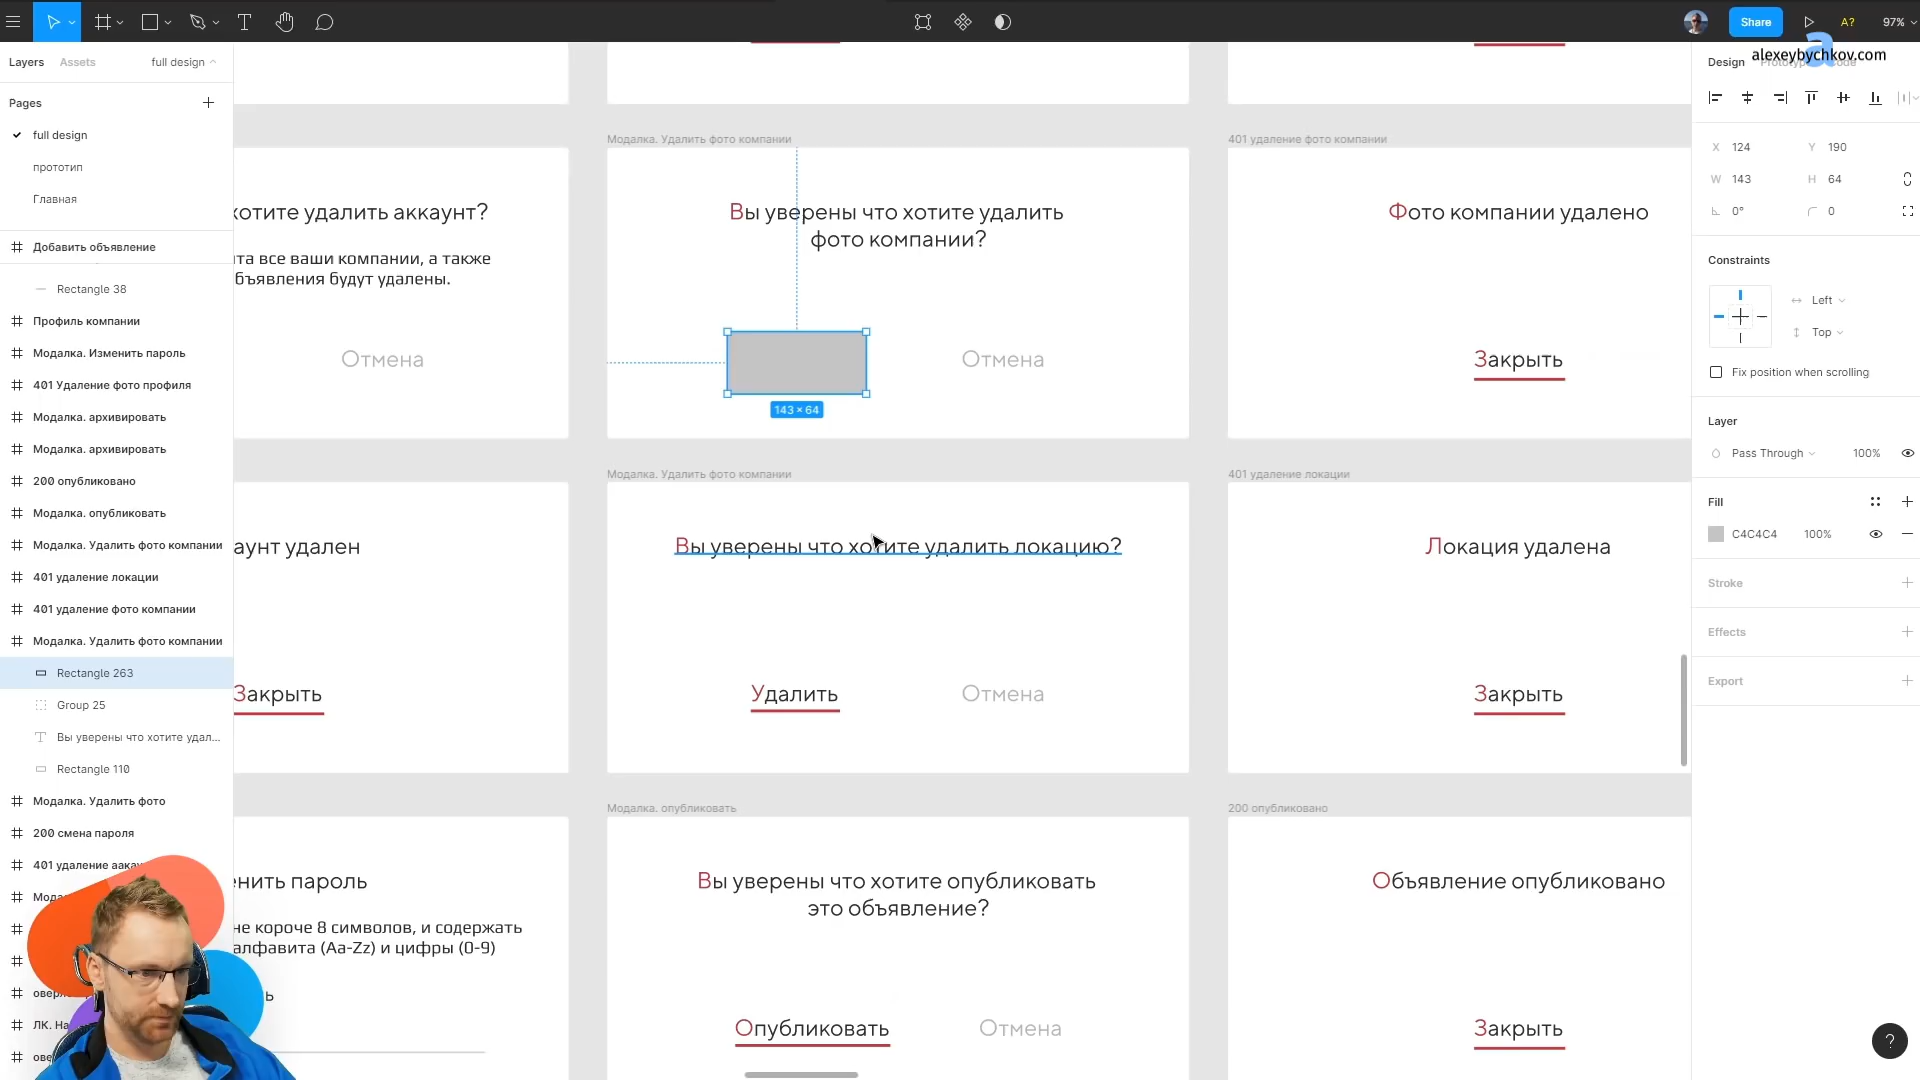 Share
A?
97%
alexeybychkov.com
Layers
Assets
full design
Pages
full design
прототип
Главная
Добавить объявление
Rectangle 38
Профиль компании
Модалка. Изменить пароль
401 Удаление фото профиля
Модалка. архивировать
Модалка. архивировать
200 опубликовано
Модалка. опубликовать
Модалка. Удалить фото компании
401 удаление локации
401 удаление фото компании
Модалка. Удалить фото компании
Rectangle 263
Group 25
Вы уверены что хотите удал...
Rectangle 110
Модалка. Удалить фото
200 смена пароля
401 удаление
хотите удалить аккаунт?
та все ваши компании, а также
бъявления будут удалены.
Отмена
Модалка. Удалить фото компании
Вы уверены что хотите удалить
фото компании?
Отмена
143 × 64
401 удаление фото компании
Фото компании удалено
Закрыть
аунт удален
Закрыть
Модалка. Удалить фото компании
Вы уверены что хотите удалить локацию?
Удалить
Отмена
401 удаление локации
Локация удалена
Закрыть
енить пароль
не короче 8 символов, и содержать
алфавита (Aa-Zz) и цифры (0-9)
Модалка. опубликовать
Вы уверены что хотите опубликовать
это объявление?
Опубликовать
Отмена
200 опубликовано
Объявление опубликовано
Закрыть
Design
X 124
Y 190
W 143
H 64
0°
0
Constraints
Left
Top
Fix position when scrolling
Layer
Pass Through
100%
Fill
C4C4C4
100%
Stroke
Effects
Export
?